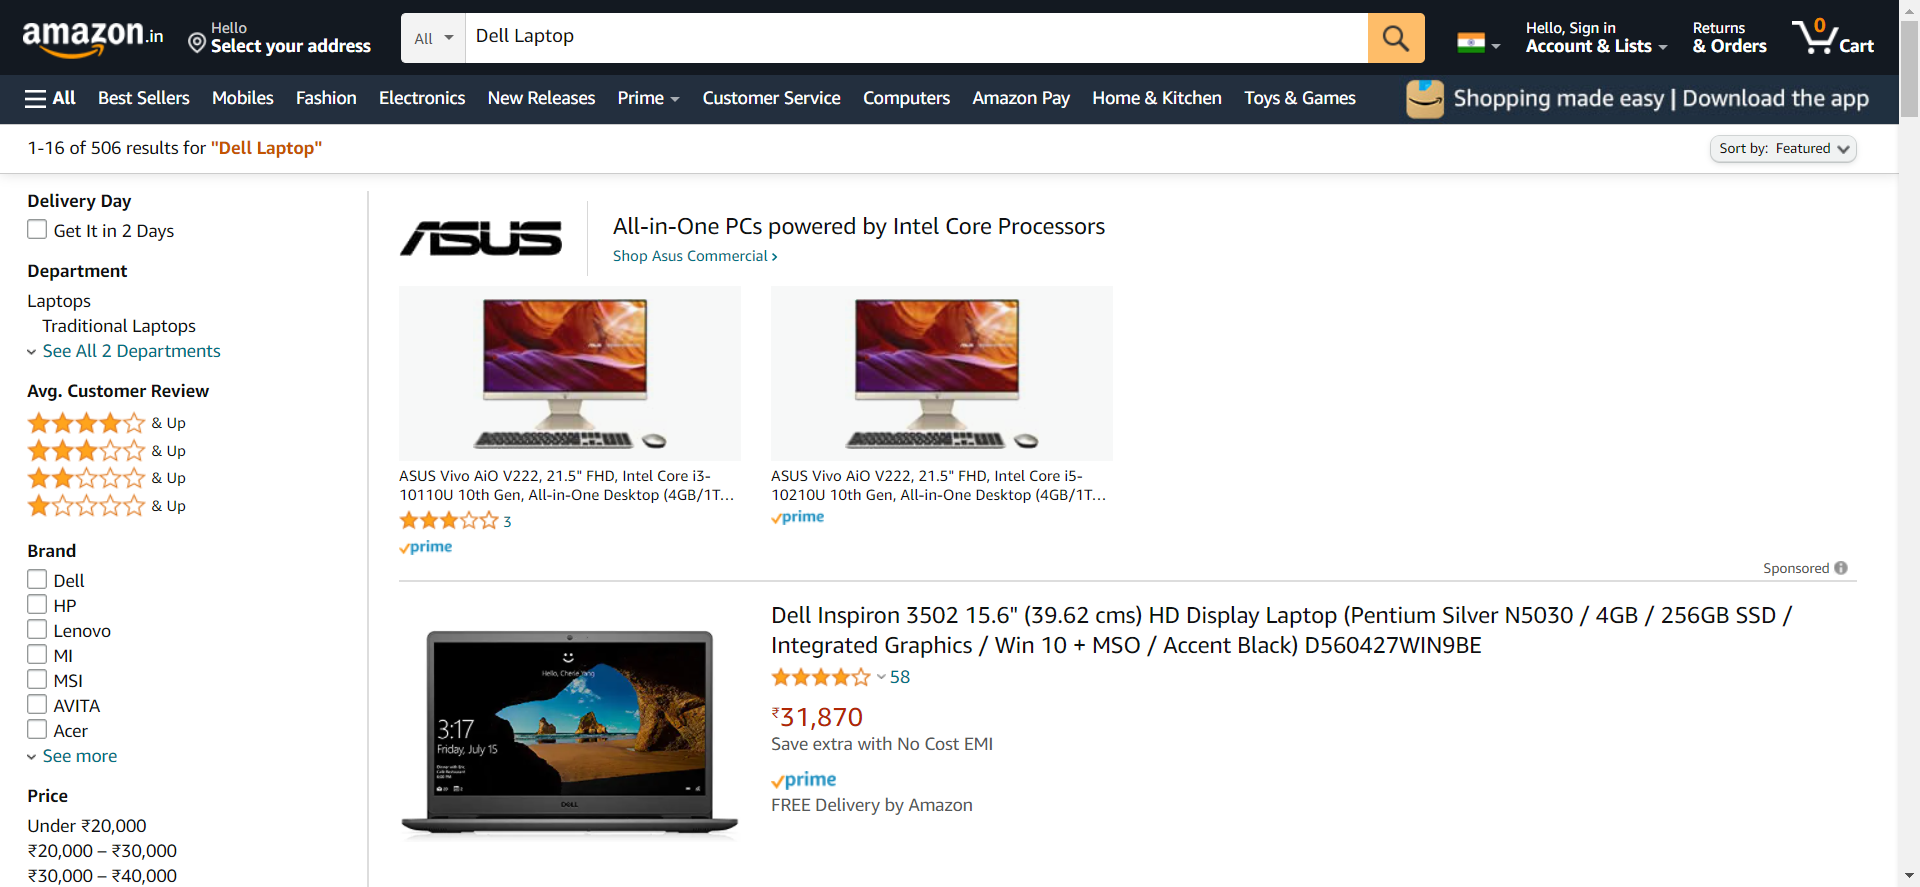 amazon.in
Hello
Select your address
All
Dell Laptop
Hello, Sign in
Account & Lists
Returns
& Orders
0
Cart
All
Best Sellers
Mobiles
Fashion
Electronics
New Releases
Prime
Customer Service
Computers
Amazon Pay
Home & Kitchen
Toys & Games
Shopping made easy | Download the app
1-16 of 506 results for "Dell Laptop"
Sort by: Featured
Delivery Day
Get It in 2 Days
Department
Laptops
Traditional Laptops
See All 2 Departments
Avg. Customer Review
& Up
& Up
& Up
& Up
Brand
Dell
HP
Lenovo
MI
MSI
AVITA
Acer
See more
Price
Under ₹20,000
₹20,000 – ₹30,000
₹30,000 – ₹40,000
ASUS
All-in-One PCs powered by Intel Core Processors
Shop Asus Commercial ›
ASUS Vivo AiO V222, 21.5" FHD, Intel Core i3-
10110U 10th Gen, All-in-One Desktop (4GB/1T…
3
prime
ASUS Vivo AiO V222, 21.5" FHD, Intel Core i5-
10210U 10th Gen, All-in-One Desktop (4GB/1T…
prime
Sponsored
Hello, Cherie Yang
3:17
Friday, July 15
DELL
Dell Inspiron 3502 15.6" (39.62 cms) HD Display Laptop (Pentium Silver N5030 / 4GB / 256GB SSD /
Integrated Graphics / Win 10 + MSO / Accent Black) D560427WIN9BE
58
₹31,870
Save extra with No Cost EMI
prime
FREE Delivery by Amazon